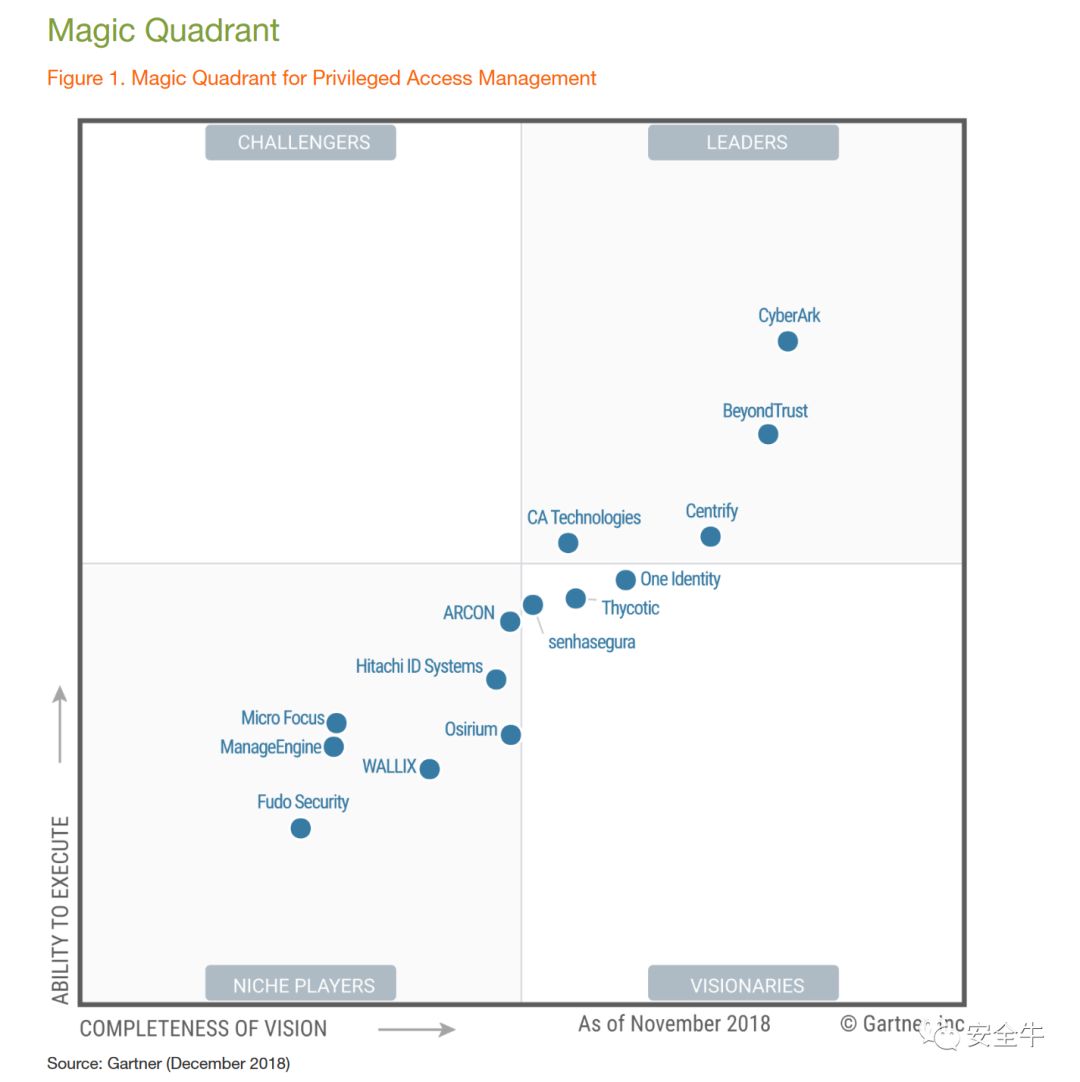 Magic Quadrant
Figure 1. Magic Quadrant for Privileged Access Management
CHALLENGERS
LEADERS
CyberArk
BeyondTrust
Centrify
CA Technologies
One Identity
Thycotic
senhasegura
ARCON
Hitachi ID Systems
Micro Focus
Osirium
ManageEngine
WALLIX
Fudo Security
ABILITY TO EXECUTE
NICHE PLAYERS
VISIONARIES
COMPLETENESS OF VISION
As of November 2018
© Gartner, Inc
安全牛
Source: Gartner (December 2018)